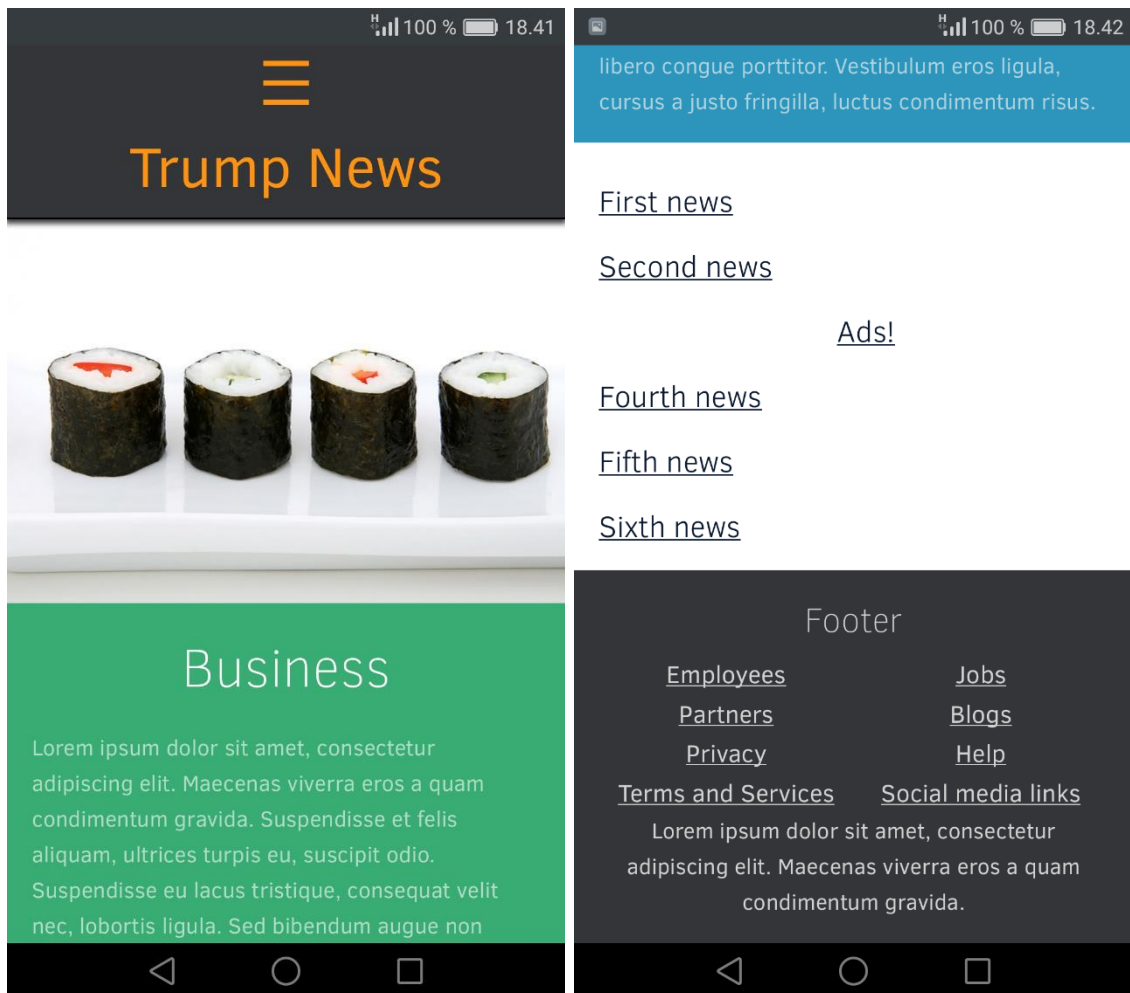 H 100 % 18.41
Trump News
Business
Lorem ipsum dolor sit amet, consectetur
adipiscing elit. Maecenas viverra eros a quam
condimentum gravida. Suspendisse et felis
aliquam, ultrices turpis eu, suscipit odio.
Suspendisse eu lacus tristique, consequat velit
nec, lobortis ligula. Sed bibendum augue non
H 100 % 18.42
libero congue porttitor. Vestibulum eros ligula,
cursus a justo fringilla, luctus condimentum risus.
First news
Second news
Ads!
Fourth news
Fifth news
Sixth news
Footer
Employees Jobs
Partners Blogs
Privacy Help
Terms and Services Social media links
Lorem ipsum dolor sit amet, consectetur
adipiscing elit. Maecenas viverra eros a quam
condimentum gravida.